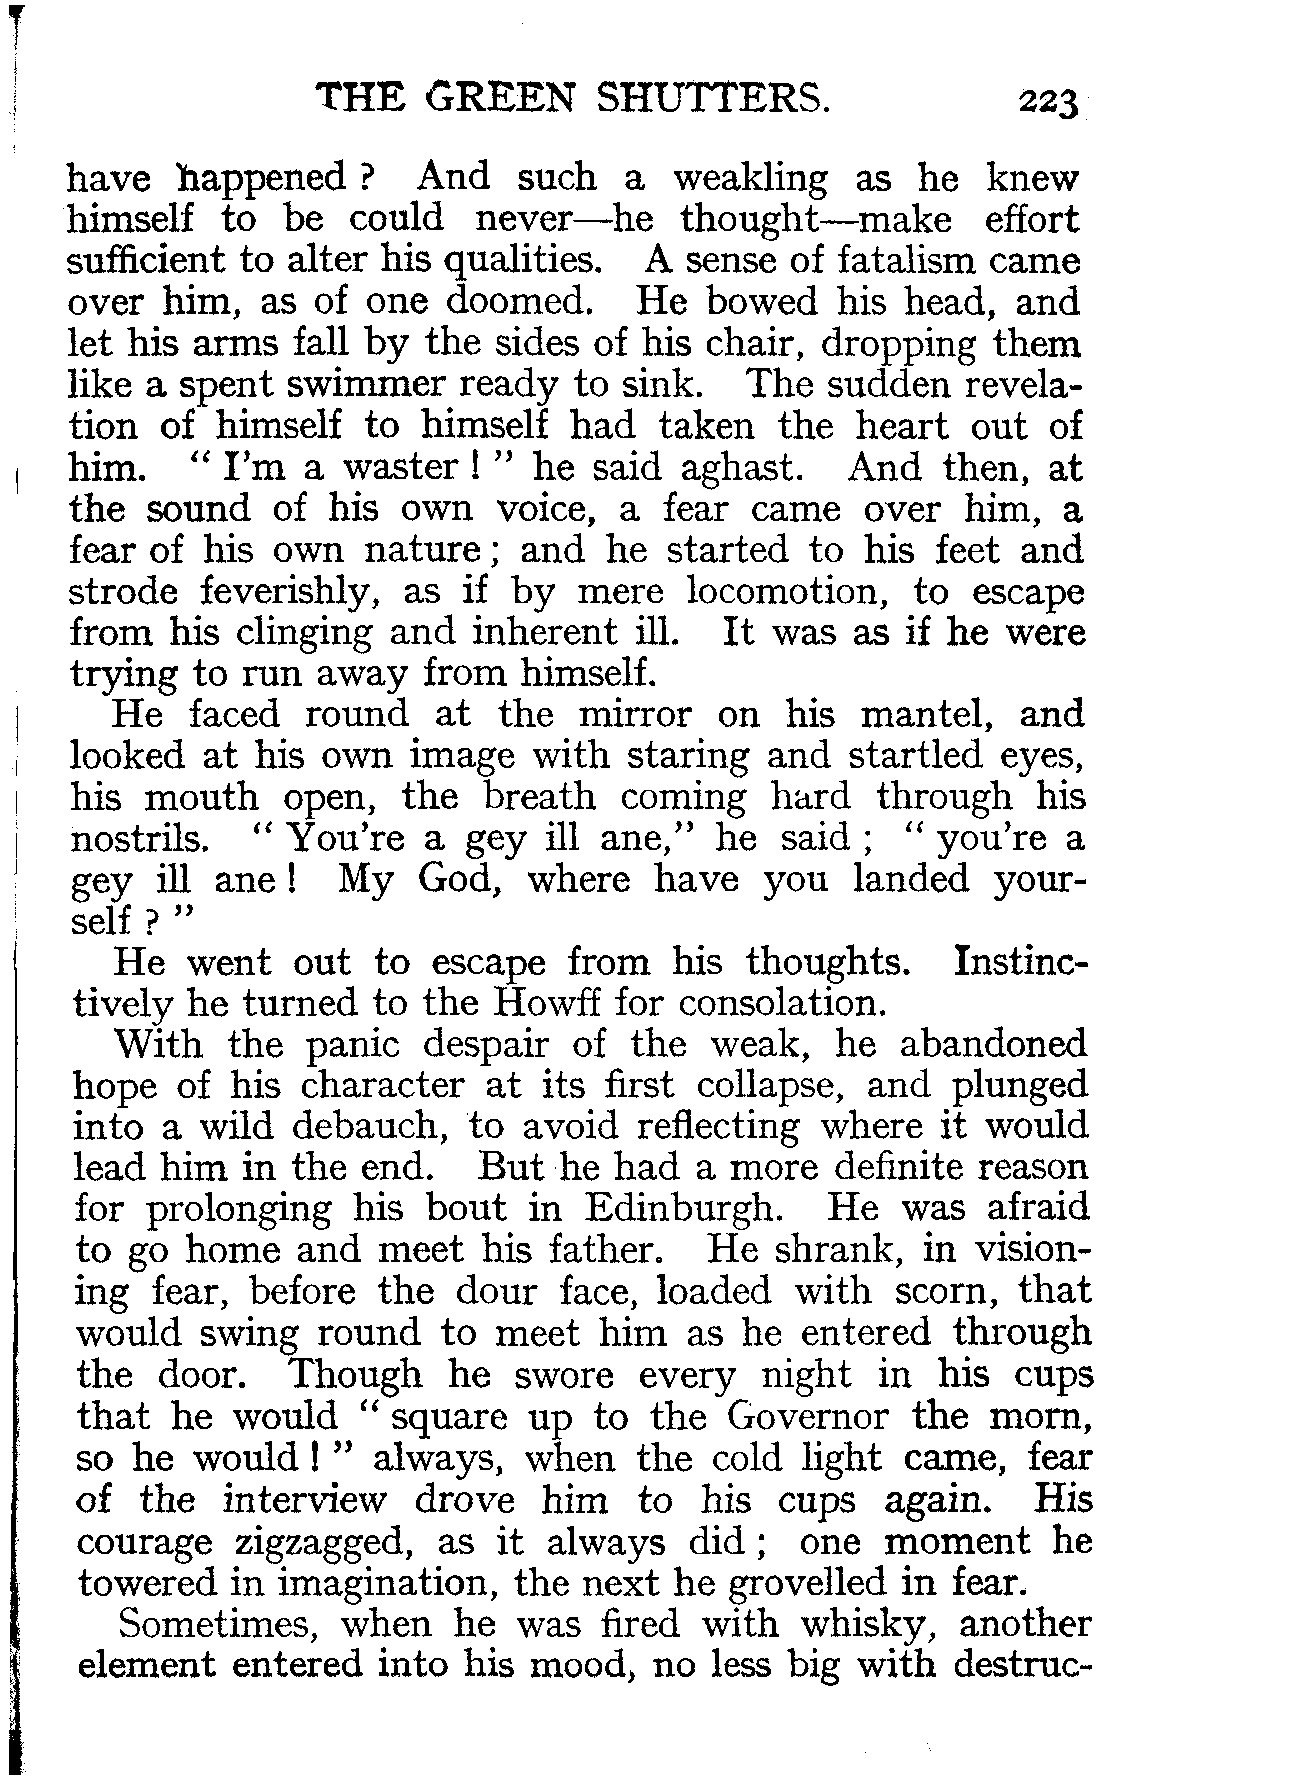 THE GREEN SHUTTERS. 223
have happened ? And such a weakling as he knew
himself to be could never—he thought—make effort
sufficient to alter his qualities. A sense of fatalism came
over him, as of one doomed. He bowed his head, and
let his arms fall by the sides of his chair, dropping them
like a spent swimmer ready to sink. The sudden revela-
tion of himself to himself had taken the heart out of
him. “ I’m a waster ! ” he said aghast. And then, at
the sound of his own voice, a fear came over him, a
fear of his own nature ; and he started to his feet and
strode feverishly, as if by mere locomotion, to escape
from his clinging and inherent ill. It was as if he were
trying to run away from himself.
He faced round at the mirror on his mantel, and
looked at his own image with staring and startled eyes,
his mouth open, the breath coming hard through his
nostrils. “ You’re a gey ill ane,” he said ; “ you’re a
gey ill ane ! My God, where have you landed your-
self ? ”
He went out to escape from his thoughts. Instinc-
tively he turned to the Howff for consolation.
With the panic despair of the weak, he abandoned
hope of his character at its first collapse, and plunged
into a wild debauch, to avoid reflecting where it would
lead him in the end. But he had a more definite reason
for prolonging his bout in Edinburgh. He was afraid
to go home and meet his father. He shrank, in vision-
ing fear, before the dour face, loaded with scorn, that
would swing round to meet him as he entered through
the door. Though he swore every night in his cups
that he would “ square up to the Governor the morn,
so he would ! ” always, when the cold light came, fear
of the interview drove him to his cups again. His
courage zigzagged, as it always did ; one moment he
towered in imagination, the next he grovelled in fear.
Sometimes, when he was fired with whisky, another
element entered into his mood, no less big with destruc-